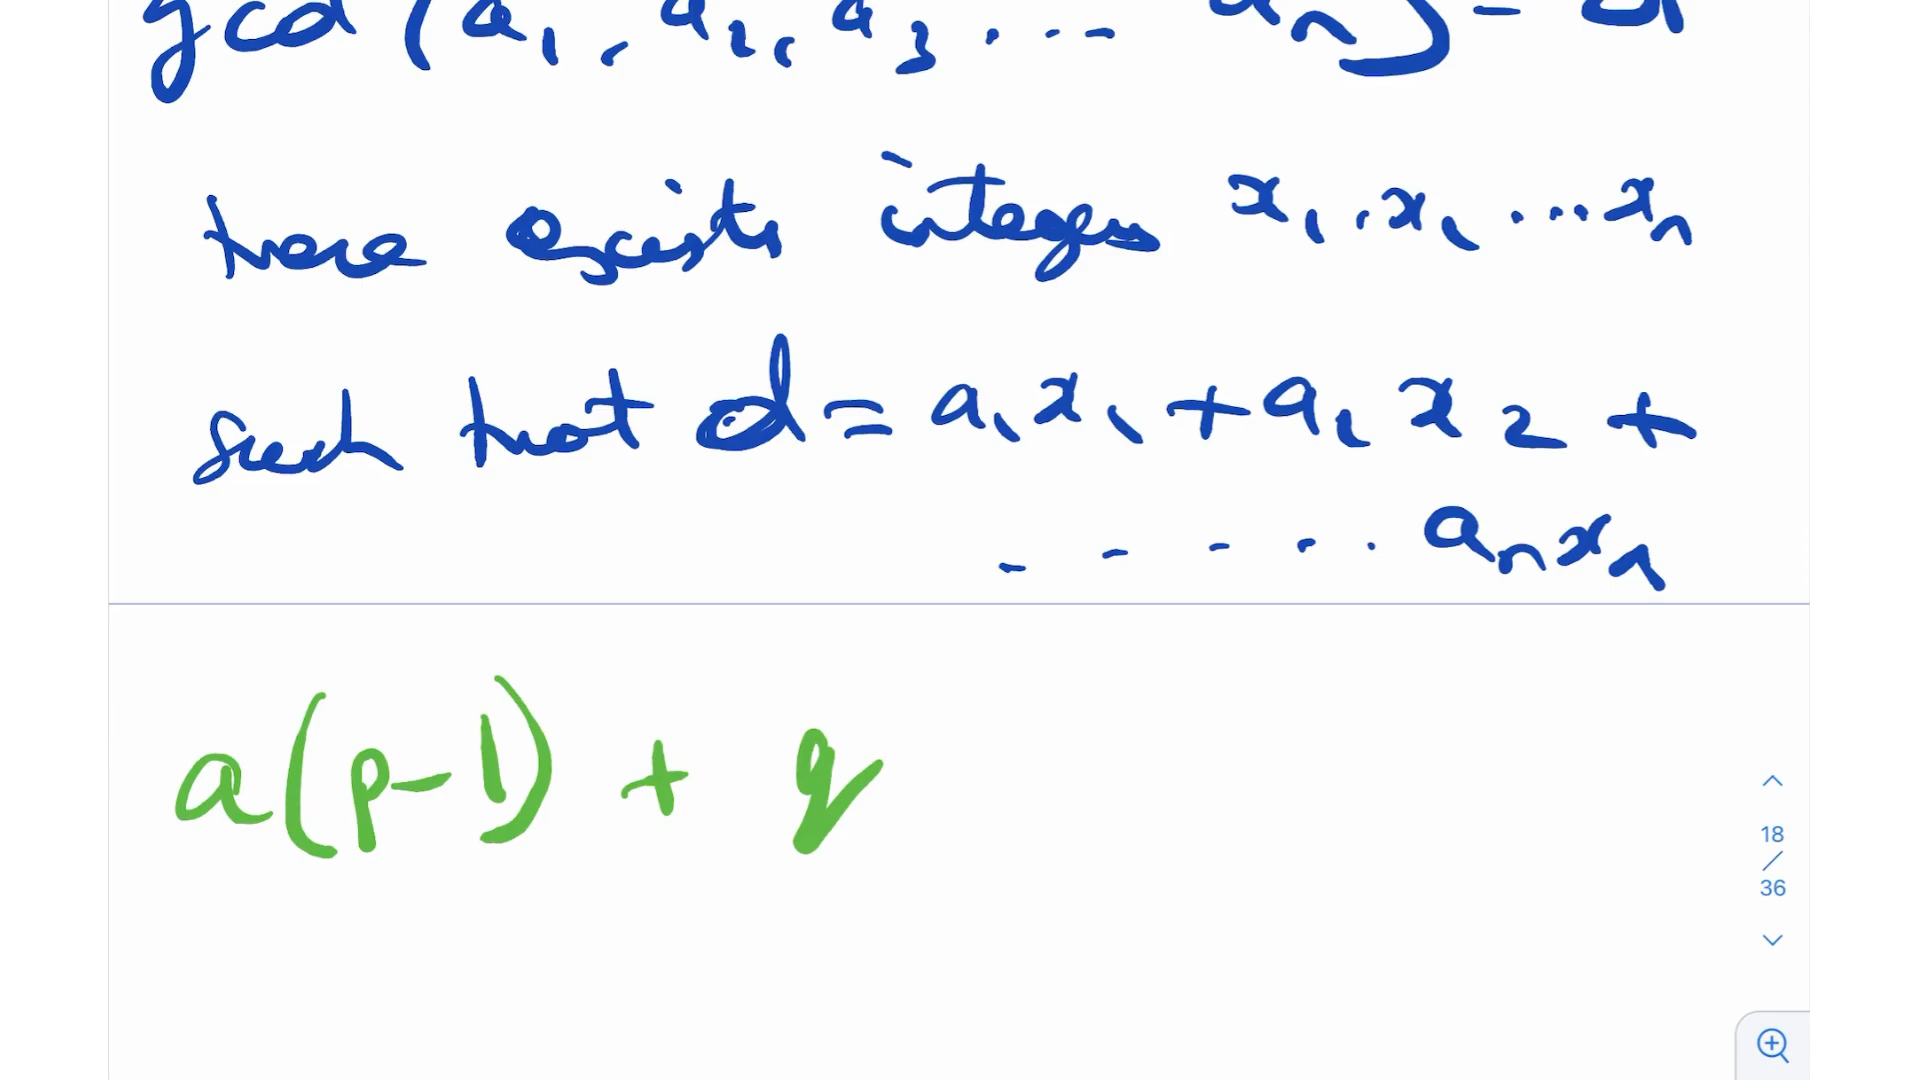 gcd (a₁, a₂, a₃ . . . aₙ) = d
there exists integers x₁, x₂ ... xₙ
such that d = a₁x₁ + a₂x₂ +
- - - . . . aₙxₙ
a(p-1) + q
18
/
36